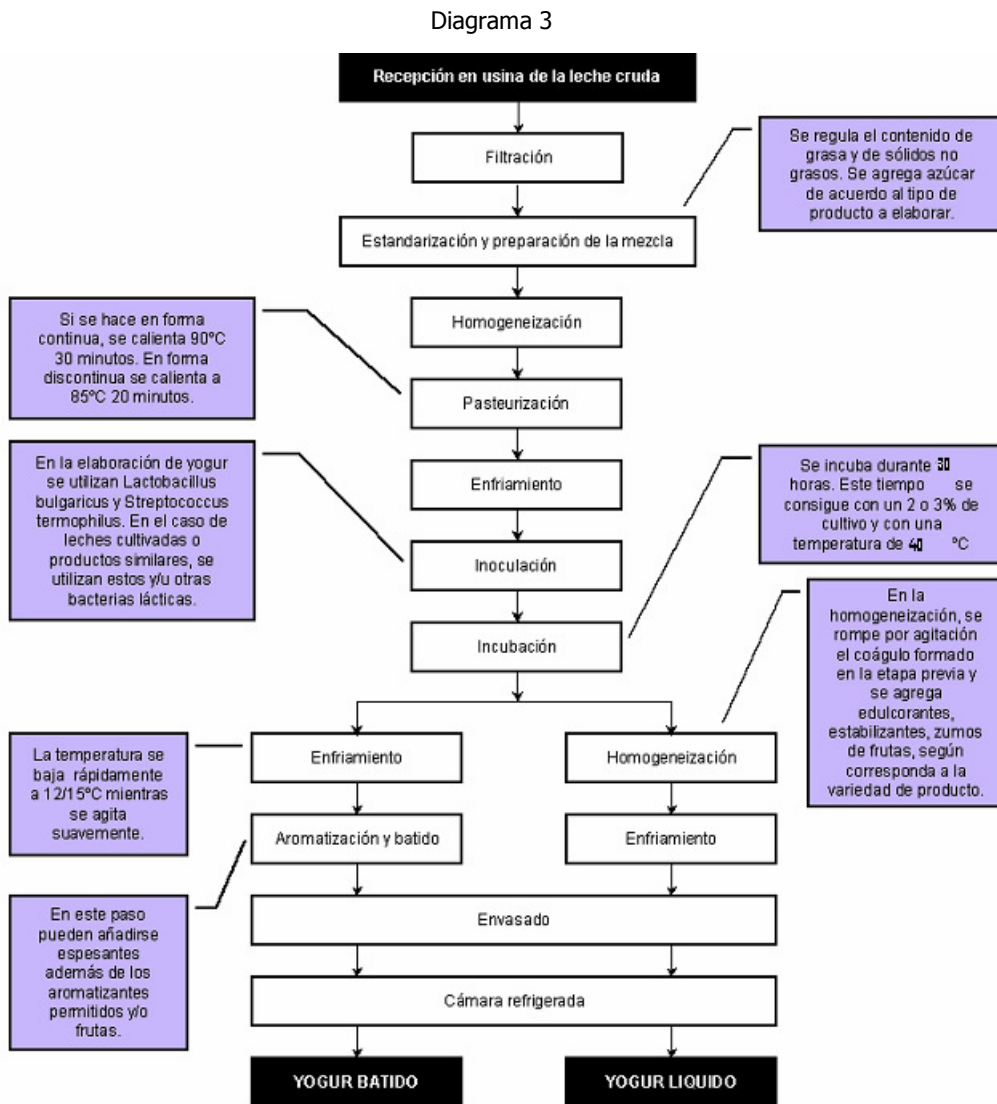 Diagrama 3
Recepción en usina de la leche cruda
Filtración
Se regula el contenido de
grasa y de sólidos no
grasos. Se agrega azúcar
de acuerdo al tipo de
producto a elaborar.
Estandarización y preparación de la mezcla
Homogeneización
Si se hace en forma
continua, se calienta 90ºC
30 minutos. En forma
discontinua se calienta a
85ºC 20 minutos.
Pasteurización
En la elaboración de yogur
se utilizan Lactobacillus
bulgaricus y Streptococcus
termophilus. En el caso de
leches cultivadas o
productos similares, se
utilizan estos y/u otras
bacterias lácticas.
Enfriamiento
Inoculación
Se incuba durante 30
horas. Este tiempo se
consigue con un 2 o 3% de
cultivo y con una
temperatura de 40 ºC
Incubación
En la
homogeneización, se
rompe por agitación
el coágulo formado
en la etapa previa y
se agrega
edulcorantes,
estabilizantes, zumos
de frutas, según
corresponda a la
variedad de producto.
La temperatura se
baja rápidamente
a 12/15ºC mientras
se agita
suavemente.
Enfriamiento
Homogeneización
Aromatización y batido
Enfriamiento
En este paso
pueden añadirse
espesantes
además de los
aromatizantes
permitidos y/o
frutas.
Envasado
Cámara refrigerada
YOGUR BATIDO
YOGUR LIQUIDO